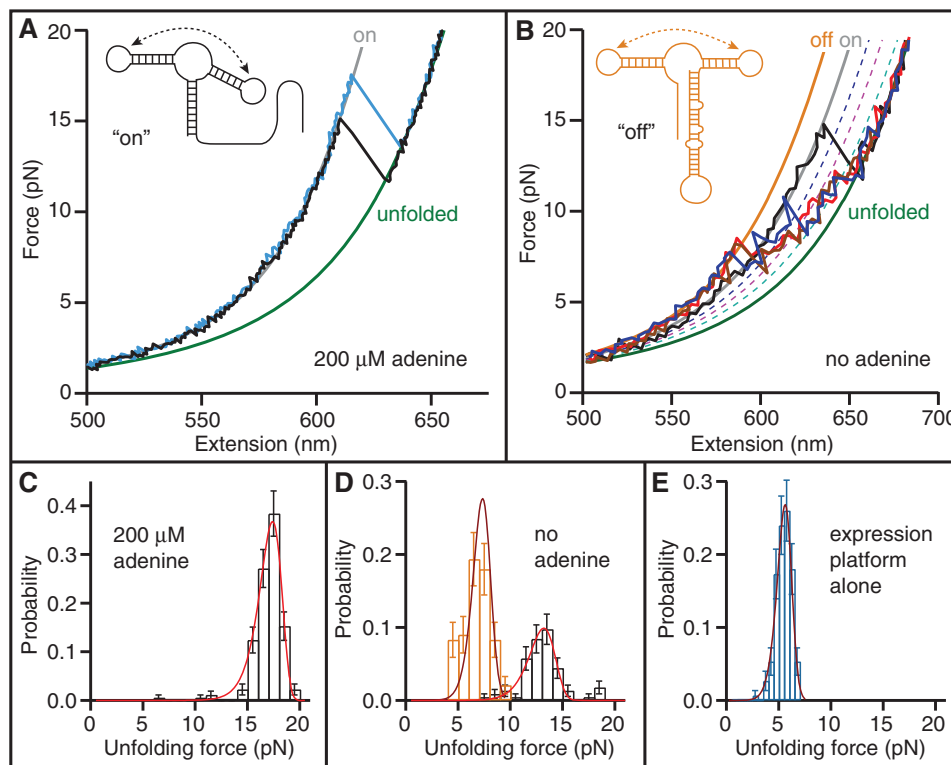 A
20
15
10
5
0
Force (pN)
500
550
600
650
Extension (nm)
on
"on"
unfolded
200 μM adenine
B
20
15
10
5
0
Force (pN)
500
550
600
650
700
Extension (nm)
off on
"off"
unfolded
no adenine
C
0.4
0.3
0.2
0.1
0.0
Probability
0 5 10 15 20
Unfolding force (pN)
200 μM
adenine
D
0.3
0.2
0.1
0.0
Probability
0 5 10 15 20
Unfolding force (pN)
no
adenine
E
0.3
0.2
0.1
0.0
Probability
0 5 10 15 20
Unfolding force (pN)
expression
platform
alone